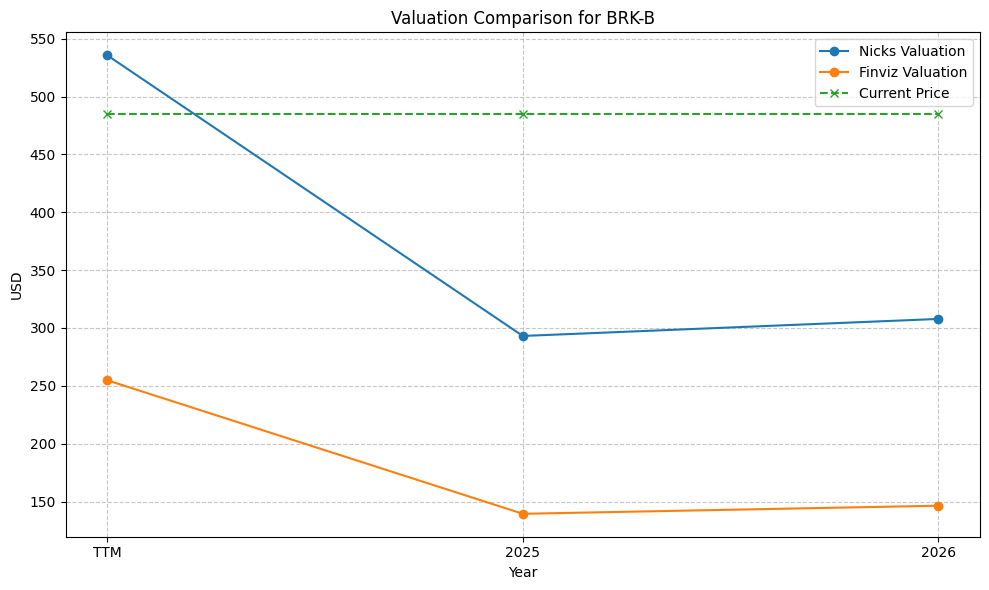 Valuation Comparison for BRK-B
550
500
450
400
350
300
250
200
150
USD
Nicks Valuation
Finviz Valuation
Current Price
TTM
2025
2026
Year